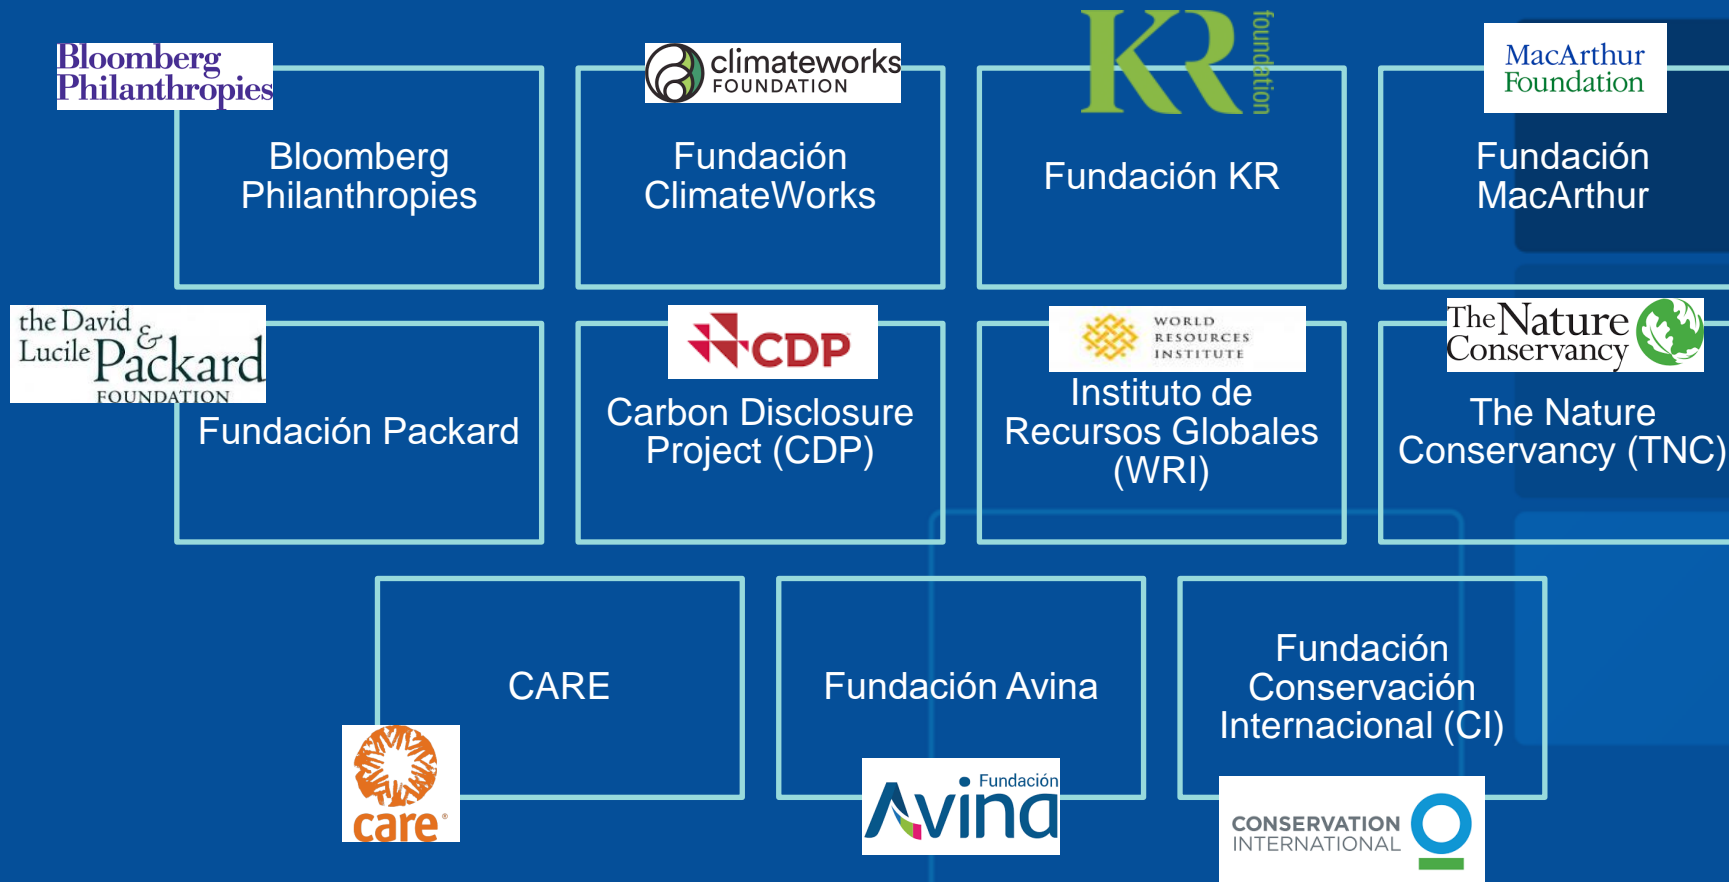 Bloomberg
Philanthropies
climateworks
FOUNDATION
KR
foundation
MacArthur
Foundation
Bloomberg
Philanthropies
Fundación
ClimateWorks
Fundación KR
Fundación
MacArthur
the David &
Lucile Packard
FOUNDATION
CDP
WORLD
RESOURCES
INSTITUTE
The Nature
Conservancy
Fundación Packard
Carbon Disclosure
Project (CDP)
Instituto de
Recursos Globales
(WRI)
The Nature
Conservancy (TNC)
CARE
Fundación Avina
Fundación
Conservación
Internacional (CI)
care®
Fundación
Avina
CONSERVATION
INTERNATIONAL